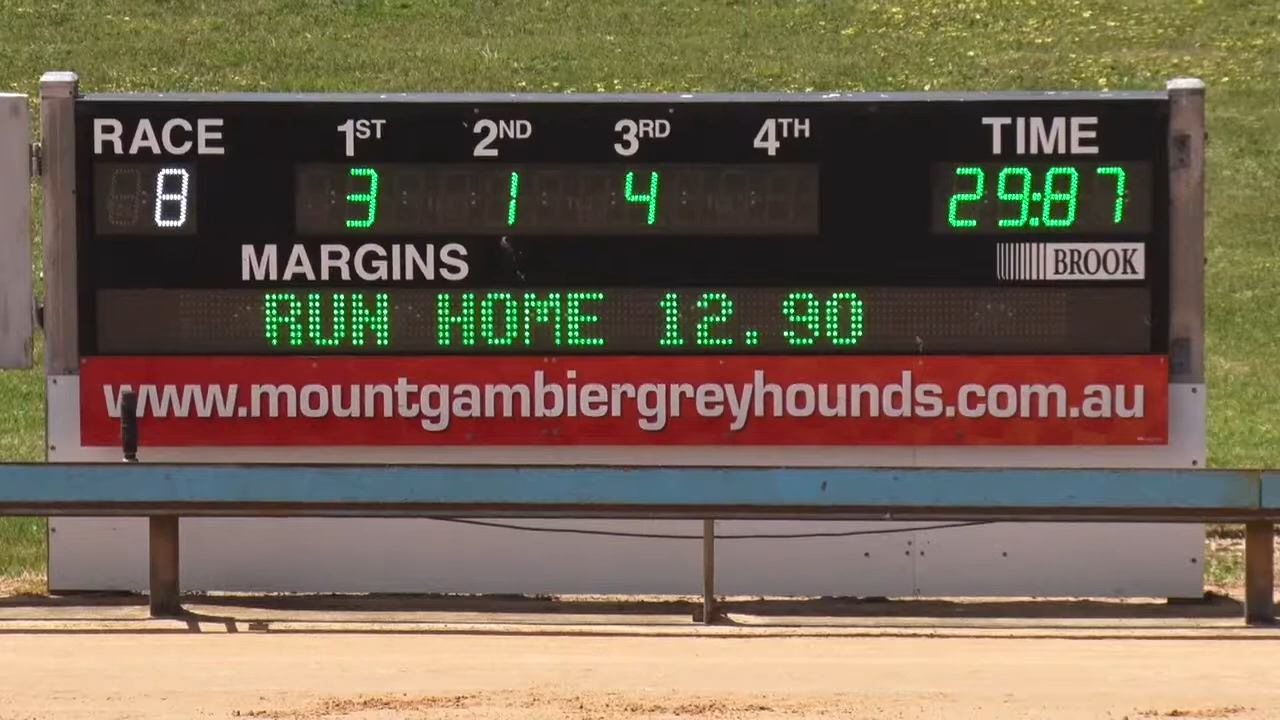 RACE 1ST 2ND 3RD 4TH TIME
8 3 1 4 29:87
MARGINS BROOK
RUN HOME 12.90
www.mountgambiergreyhounds.com.au